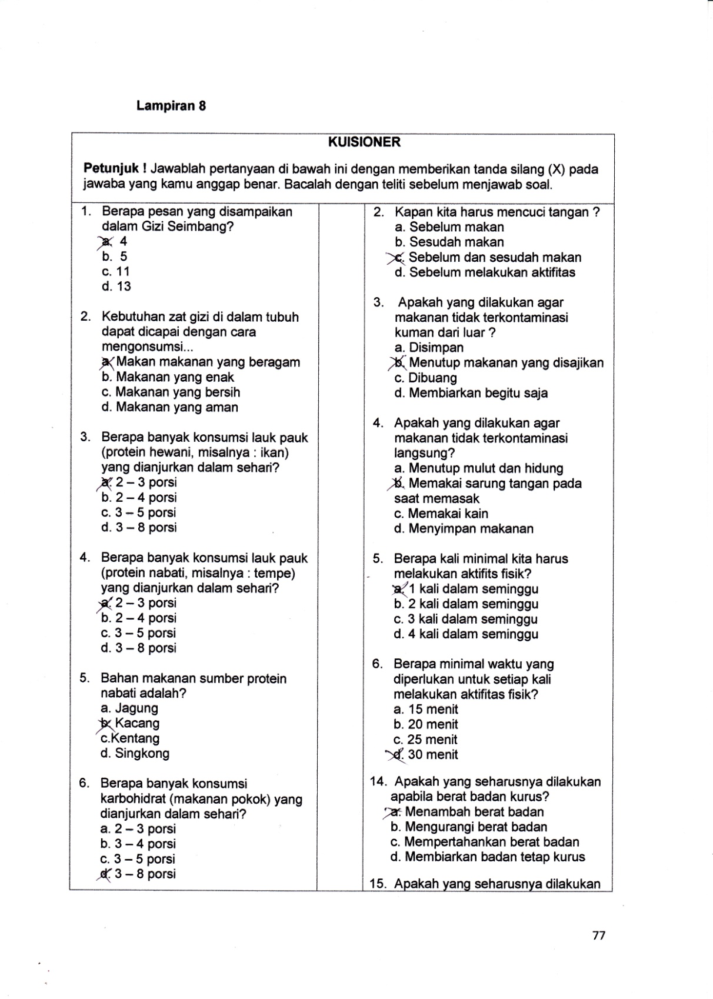 Lampiran 8
KUISIONER
Petunjuk ! Jawablah pertanyaan di bawah ini dengan memberikan tanda silang (X) pada
jawaba yang kamu anggap benar. Bacalah dengan teliti sebelum menjawab soal.
1. Berapa pesan yang disampaikan
dalam Gizi Seimbang?
a. 4
b. 5
c. 11
d. 13
2. Kebutuhan zat gizi di dalam tubuh
dapat dicapai dengan cara
mengonsumsi...
a. Makan makanan yang beragam
b. Makanan yang enak
c. Makanan yang bersih
d. Makanan yang aman
3. Berapa banyak konsumsi lauk pauk
(protein hewani, misalnya : ikan)
yang dianjurkan dalam sehari?
a. 2 – 3 porsi
b. 2 – 4 porsi
c. 3 – 5 porsi
d. 3 – 8 porsi
4. Berapa banyak konsumsi lauk pauk
(protein nabati, misalnya : tempe)
yang dianjurkan dalam sehari?
a. 2 – 3 porsi
b. 2 – 4 porsi
c. 3 – 5 porsi
d. 3 – 8 porsi
5. Bahan makanan sumber protein
nabati adalah?
a. Jagung
b. Kacang
c.Kentang
d. Singkong
6. Berapa banyak konsumsi
karbohidrat (makanan pokok) yang
dianjurkan dalam sehari?
a. 2 – 3 porsi
b. 3 – 4 porsi
c. 3 – 5 porsi
d. 3 – 8 porsi
2. Kapan kita harus mencuci tangan ?
a. Sebelum makan
b. Sesudah makan
c. Sebelum dan sesudah makan
d. Sebelum melakukan aktifitas
3. Apakah yang dilakukan agar
makanan tidak terkontaminasi
kuman dari luar ?
a. Disimpan
b. Menutup makanan yang disajikan
c. Dibuang
d. Membiarkan begitu saja
4. Apakah yang dilakukan agar
makanan tidak terkontaminasi
langsung?
a. Menutup mulut dan hidung
b. Memakai sarung tangan pada
saat memasak
c. Memakai kain
d. Menyimpan makanan
5. Berapa kali minimal kita harus
melakukan aktifits fisik?
a. 1 kali dalam seminggu
b. 2 kali dalam seminggu
c. 3 kali dalam seminggu
d. 4 kali dalam seminggu
6. Berapa minimal waktu yang
diperlukan untuk setiap kali
melakukan aktifitas fisik?
a. 15 menit
b. 20 menit
c. 25 menit
d. 30 menit
14. Apakah yang seharusnya dilakukan
apabila berat badan kurus?
a. Menambah berat badan
b. Mengurangi berat badan
c. Mempertahankan berat badan
d. Membiarkan badan tetap kurus
15. Apakah yang seharusnya dilakukan
77